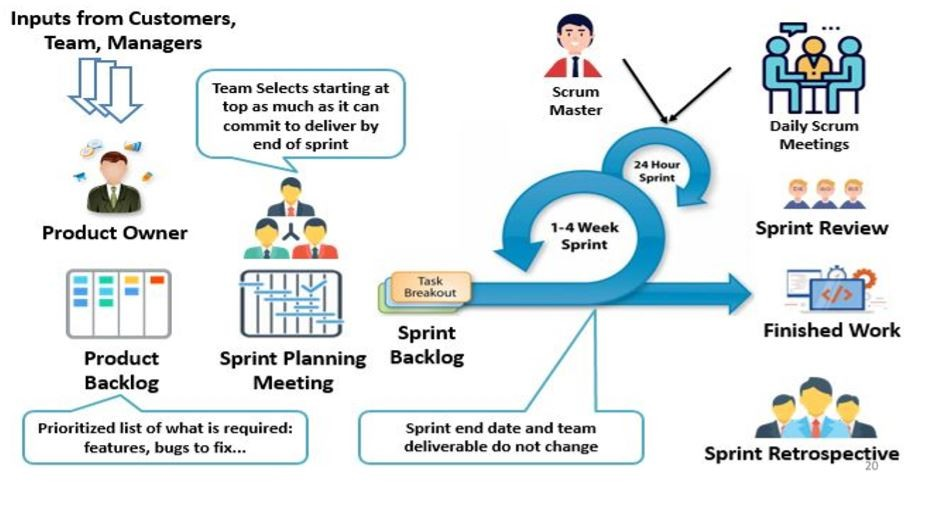 Inputs from Customers,
Team, Managers
Product Owner
Product
Backlog
Prioritized list of what is required:
features, bugs to fix...
Team Selects starting at
top as much as it can
commit to deliver by
end of sprint
Sprint Planning
Meeting
Task
Breakout
Sprint
Backlog
1-4 Week
Sprint
24 Hour
Sprint
Sprint end date and team
deliverable do not change
Scrum
Master
Daily Scrum
Meetings
Sprint Review
</>
Finished Work
Sprint Retrospective
20